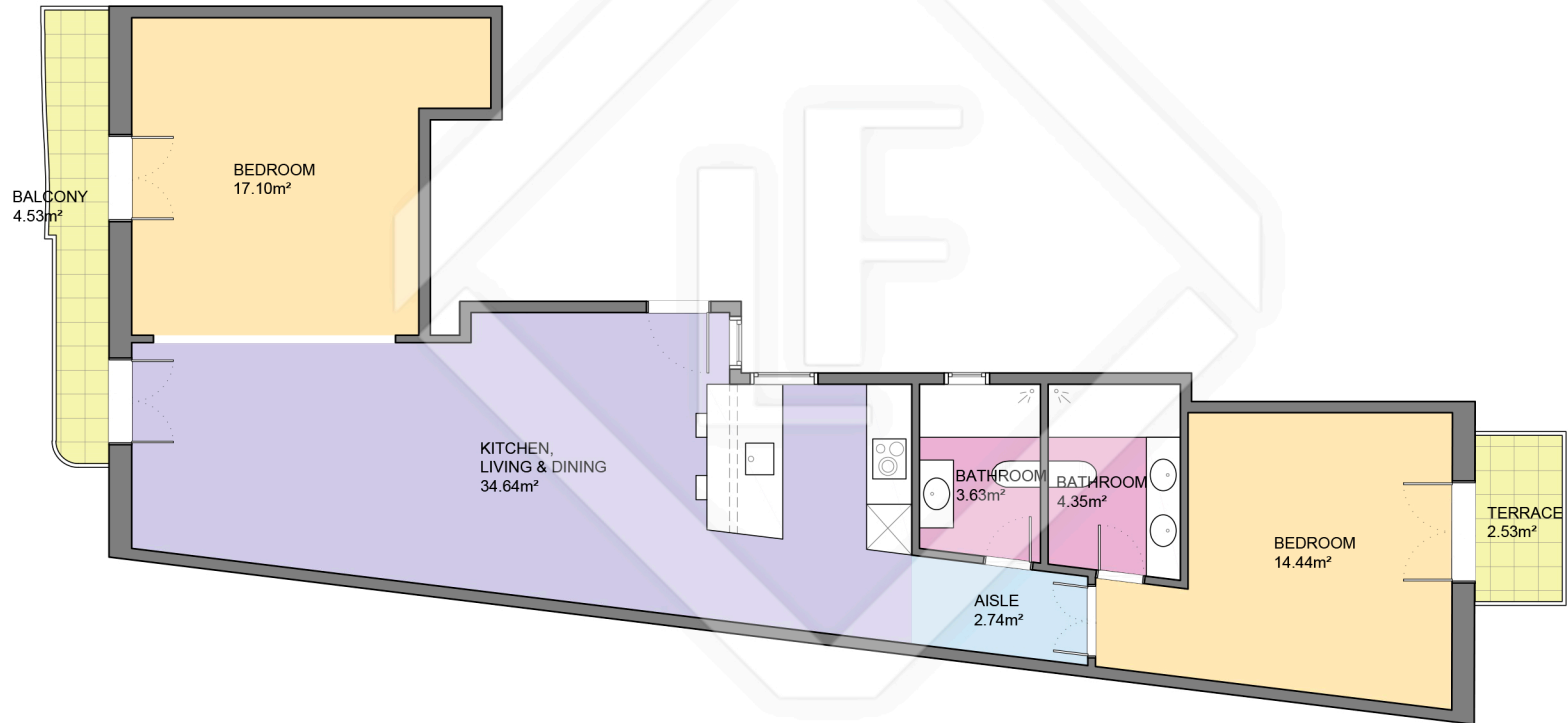 BEDROOM
17.10m²
BALCONY
4.53m²
KITCHEN,
LIVING & DINING
34.64m²
BATHROOM
3.63m²
BATHROOM
4.35m²
TERRACE
2.53m²
BEDROOM
14.44m²
AISLE
2.74m²
LF